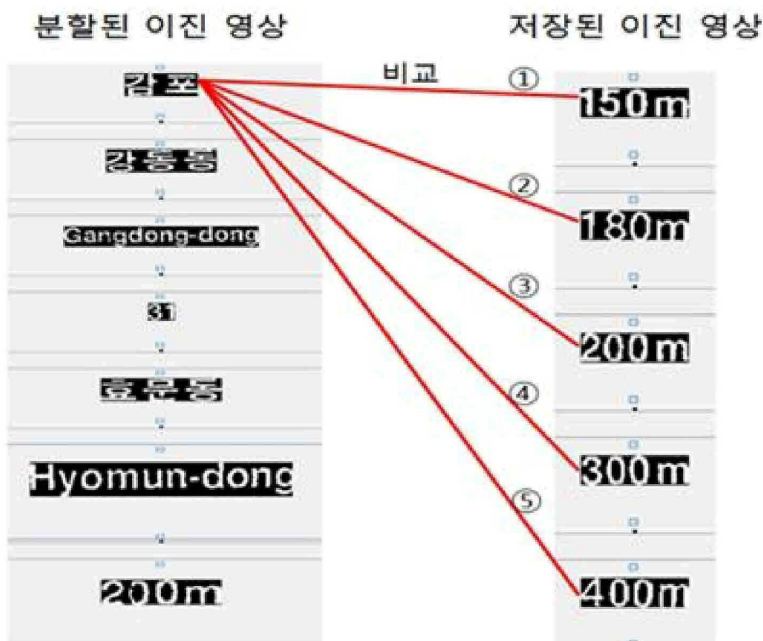 분할된 이진 영상
저장된 이진 영상
비교
감포
강동동
Gangdong-dong
31
효문동
Hyomun-dong
200m
①
150m
②
180m
③
200m
④
300m
⑤
400m